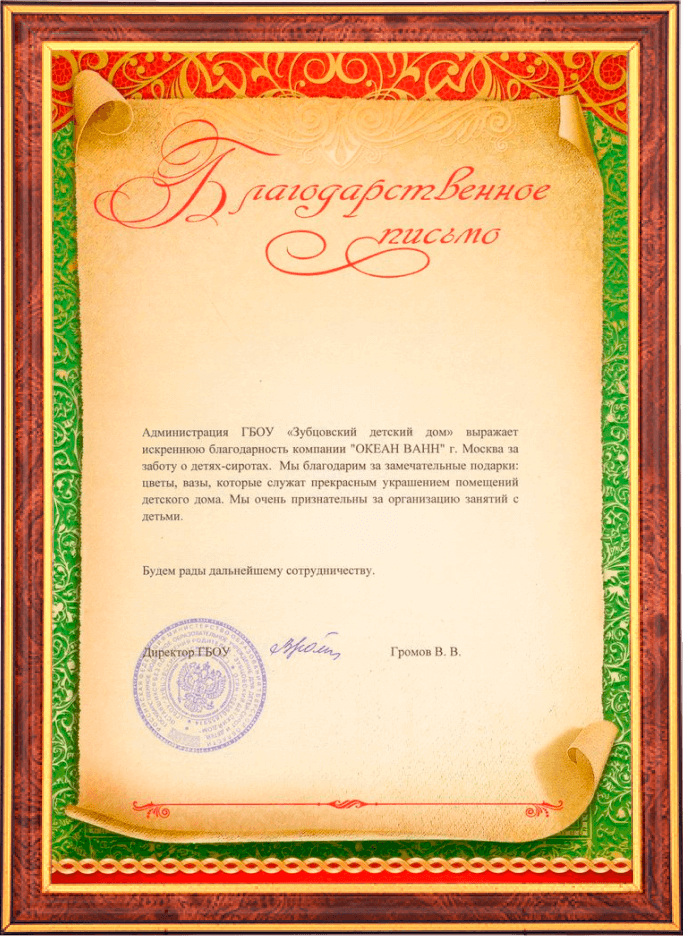 Благодарственное
письмо
Администрация ГБОУ «Зубцовский детский дом» выражает
искреннюю благодарность компании "ОКЕАН ВАНН" г. Москва за
заботу о детях-сиротах. Мы благодарим за замечательные подарки:
цветы, вазы, которые служат прекрасным украшением помещений
детского дома. Мы очень признательны за организацию занятий с
детьми.
Будем рады дальнейшему сотрудничеству.
Директор ГБОУ Громов В. В.